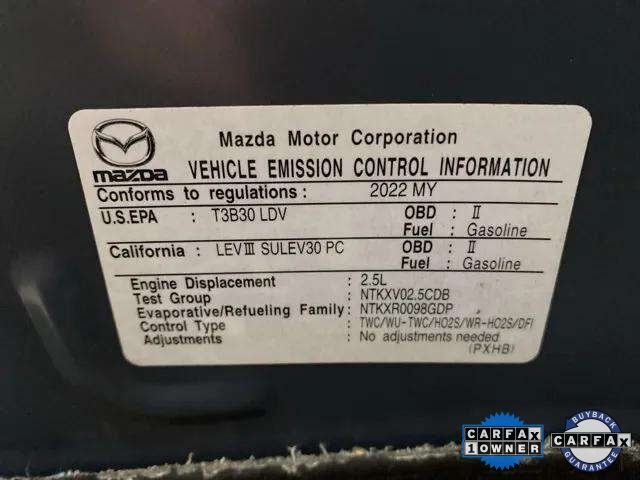 Mazda Motor Corporation
mazda VEHICLE EMISSION CONTROL INFORMATION
Conforms to regulations : 2022 MY
U.S.EPA : T3B30 LDV OBD : II
Fuel : Gasoline
California : LEVIII SULEV30 PC OBD : II
Fuel : Gasoline
Engine Displacement : 2.5L
Test Group : NTKXV02.5CDB
Evaporative/Refueling Family: NTKXR0098GDP
Control Type : TWC/WU-TWC/HO2S/WR-HO2S/DFI
Adjustments : No adjustments needed
(PXHB)
CARFAX
1 OWNER
BUYBACK
CARFAX
GUARANTEE